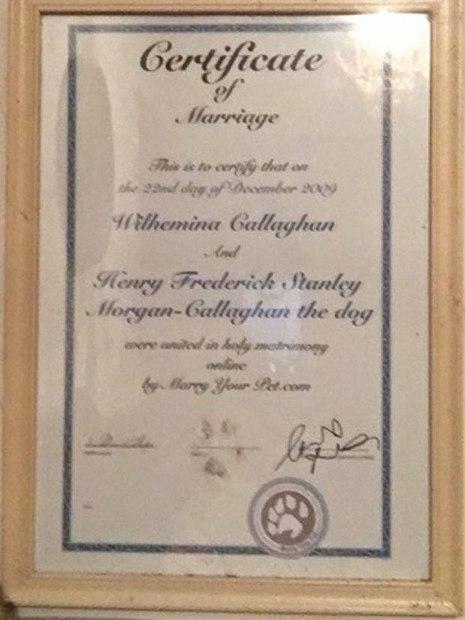 Certificate
of
Marriage
This is to certify that on
the 22nd day of December 2009
Wilhemina Callaghan
And
Henry Frederick Stanley
Morgan-Callaghan the dog
were united in holy matrimony
online
by Marry Your Pet.com